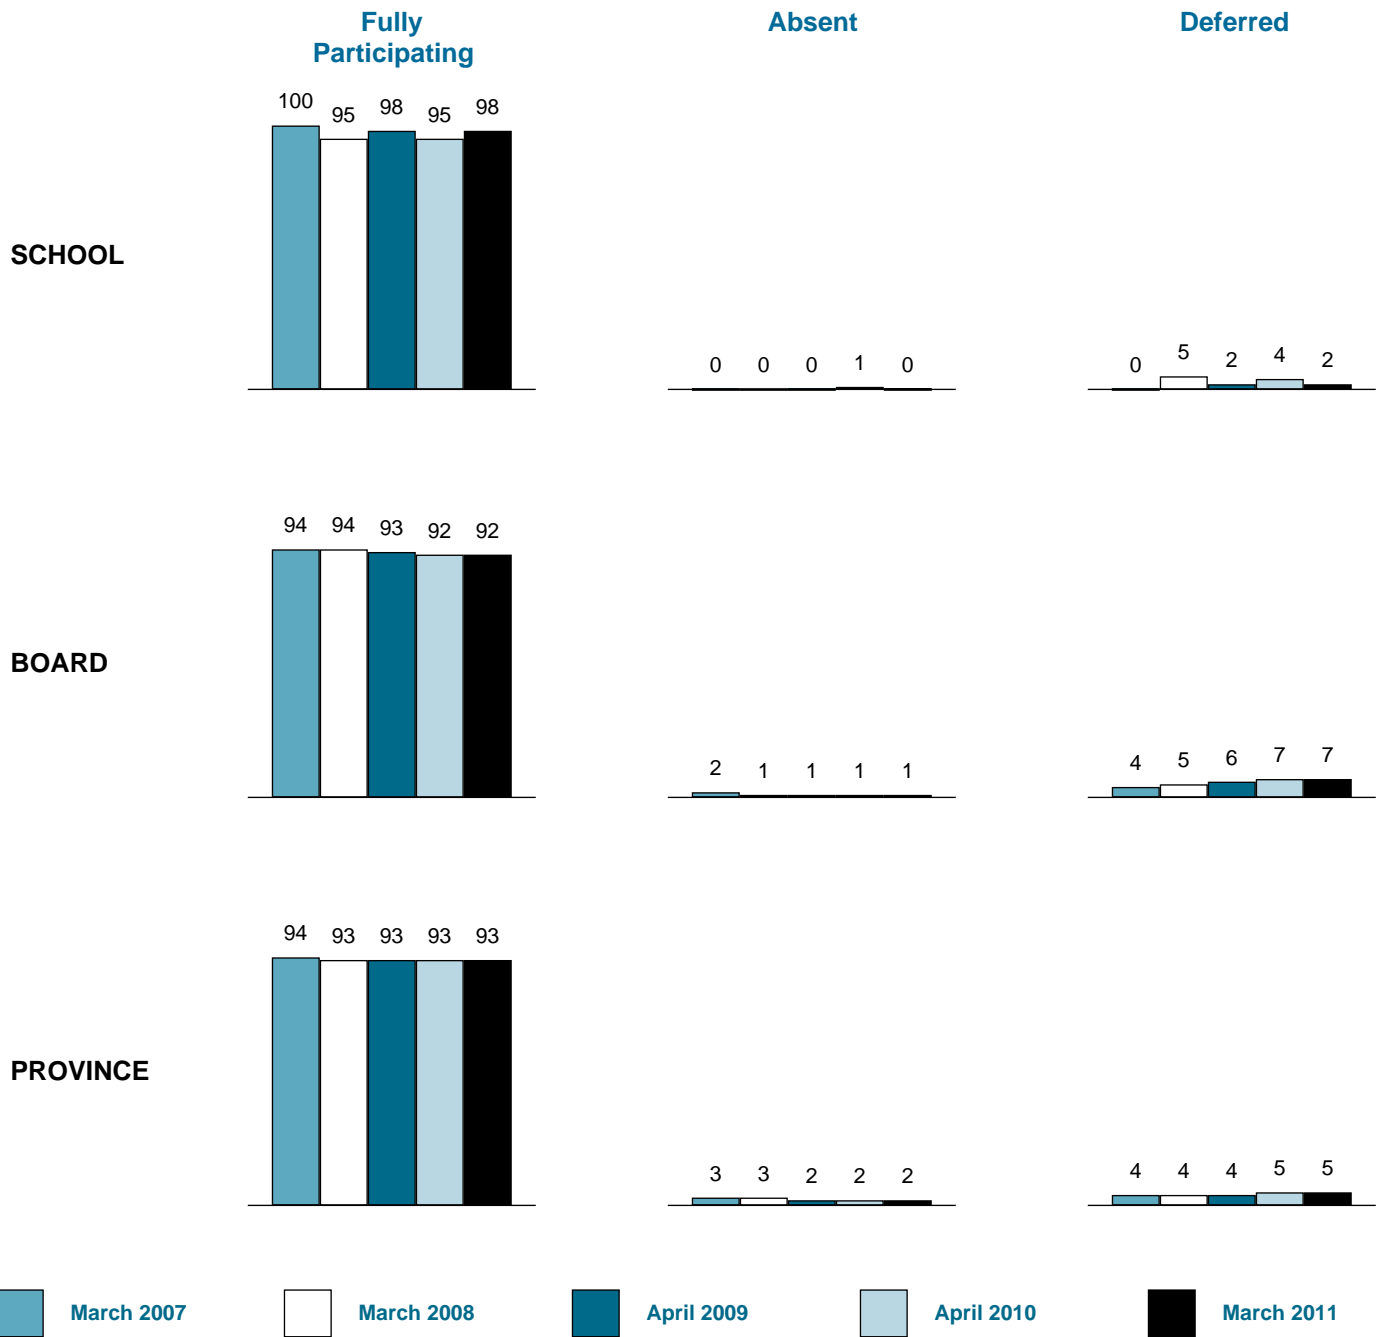 Fully
Participating
Absent
Deferred
SCHOOL
100 95 98 95 98
0 0 0 1 0
0 5 2 4 2
BOARD
94 94 93 92 92
2 1 1 1 1
4 5 6 7 7
PROVINCE
94 93 93 93 93
3 3 2 2 2
4 4 4 5 5
March 2007 March 2008 April 2009 April 2010 March 2011